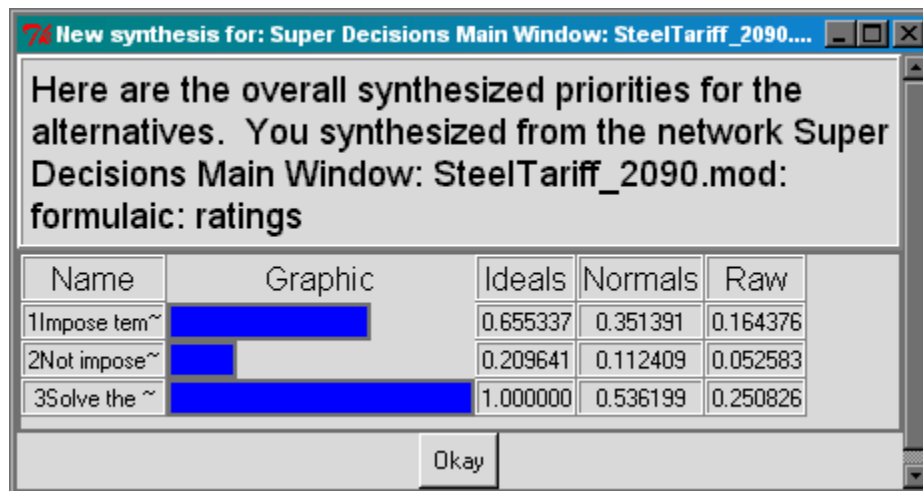 New synthesis for: Super Decisions Main Window: SteelTariff_2090....
Here are the overall synthesized priorities for the
alternatives. You synthesized from the network Super
Decisions Main Window: SteelTariff_2090.mod:
formulaic: ratings
Name Graphic Ideals Normals Raw
1Impose tem~ 0.655337 0.351391 0.164376
2Not impose~ 0.209641 0.112409 0.052583
3Solve the ~ 1.000000 0.536199 0.250826
Okay